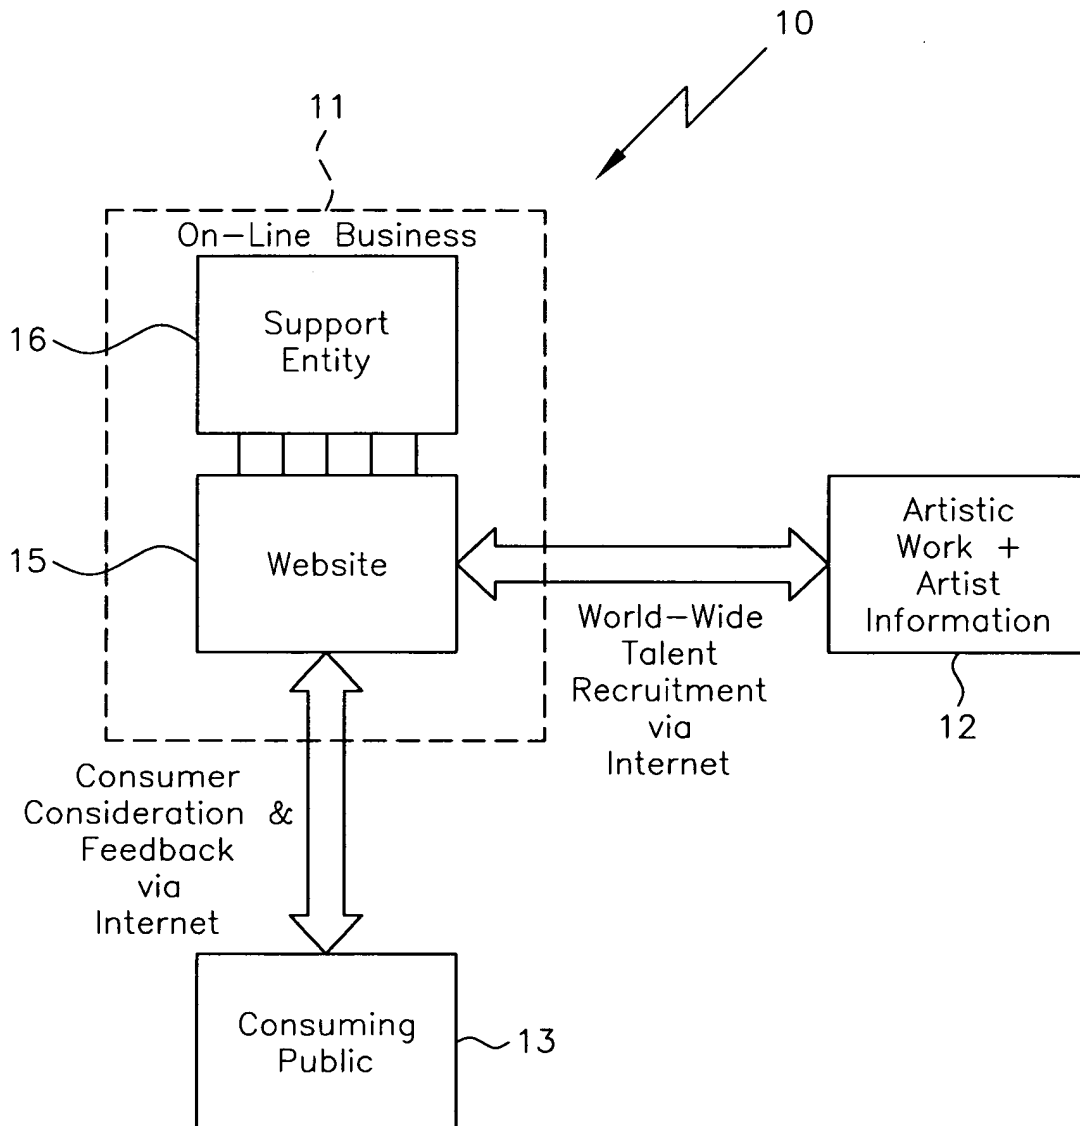 10
11
On-Line Business
16
Support
Entity
15
Website
Artistic
Work +
Artist
Information
World-Wide
Talent
Recruitment
via
Internet
12
Consumer
Consideration &
Feedback
via
Internet
Consuming
Public
13